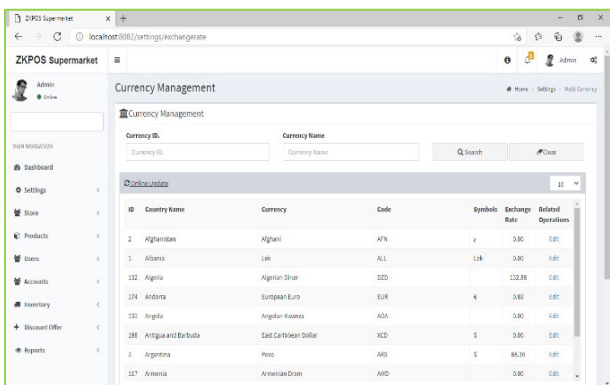 ZKPOS Supermarket
localhost:8082/settings/exchangerate
ZKPOS Supermarket
Admin
Admin
Online
Currency Management
Home
Settings
Multi Currency
Currency Management
Currency ID.
Currency Name
Currency ID.
Currency Name
Search
Clear
MAIN NAVIGATION
Dashboard
Settings
Store
Products
Users
Accounts
Inventory
Discount Offer
Reports
Online Update
10
ID Country Name Currency Code Symbols Exchange Rate Related Operations
2 Afghanistan Afghani AFN 0.00 Edit
1 Albania Lek ALL Lek 0.00 Edit
132 Algeria Algerian Dinar DZD 132.88 Edit
174 Andorra European Euro EUR € 0.83 Edit
133 Angola Angolan Kwanza AOA 0.00 Edit
Antigua and Barbuda East Caribbean Dollar XCD $ 0.00 Edit
3 Argentina Peso ARS $ 88.16 Edit
117 Armenia Armenian Dram AMD 0.00 Edit